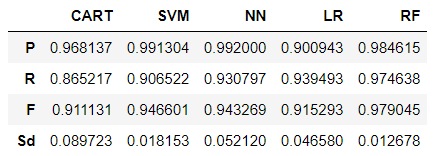 CART SVM NN LR RF
P 0.968137 0.991304 0.992000 0.900943 0.984615
R 0.865217 0.906522 0.930797 0.939493 0.974638
F 0.911131 0.946601 0.943269 0.915293 0.979045
Sd 0.089723 0.018153 0.052120 0.046580 0.012678